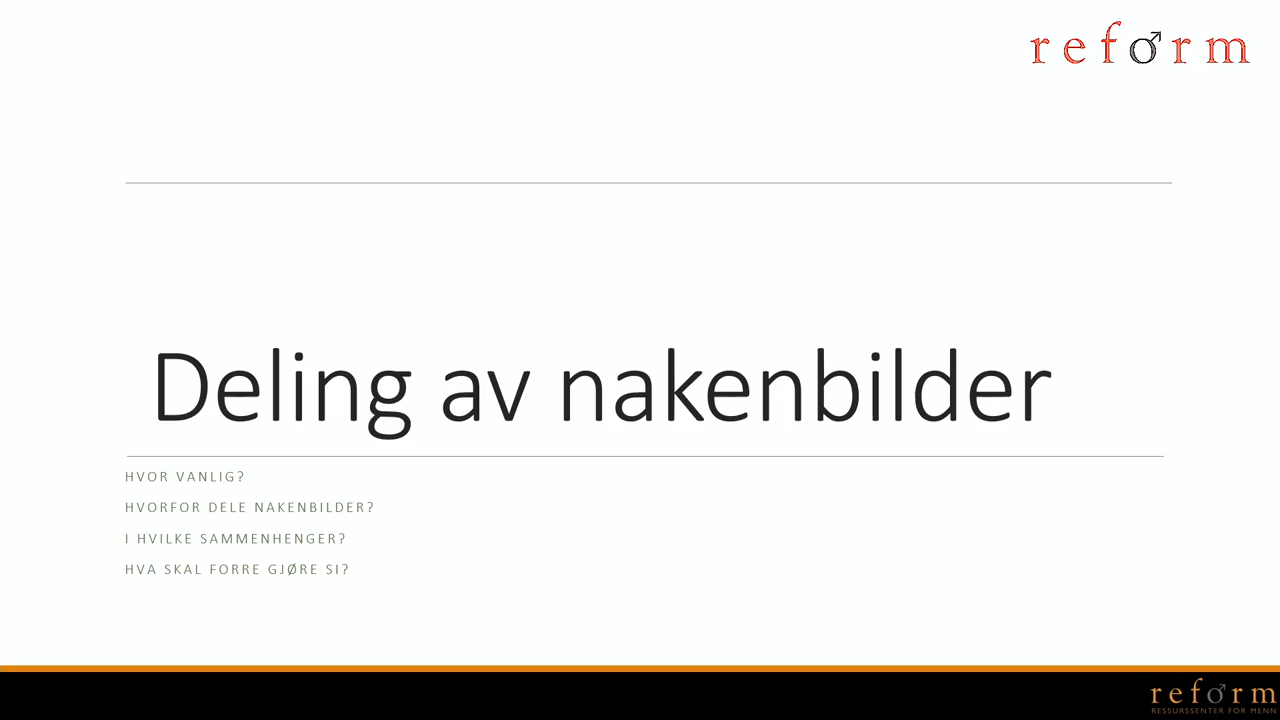 reform
Deling av nakenbilder
HVOR VANLIG?
HVORFOR DELE NAKENBILDER?
I HVILKE SAMMENHENGER?
HVA SKAL FORRE GJØRE SI?
reform
RESSURSSENTER FOR MENN